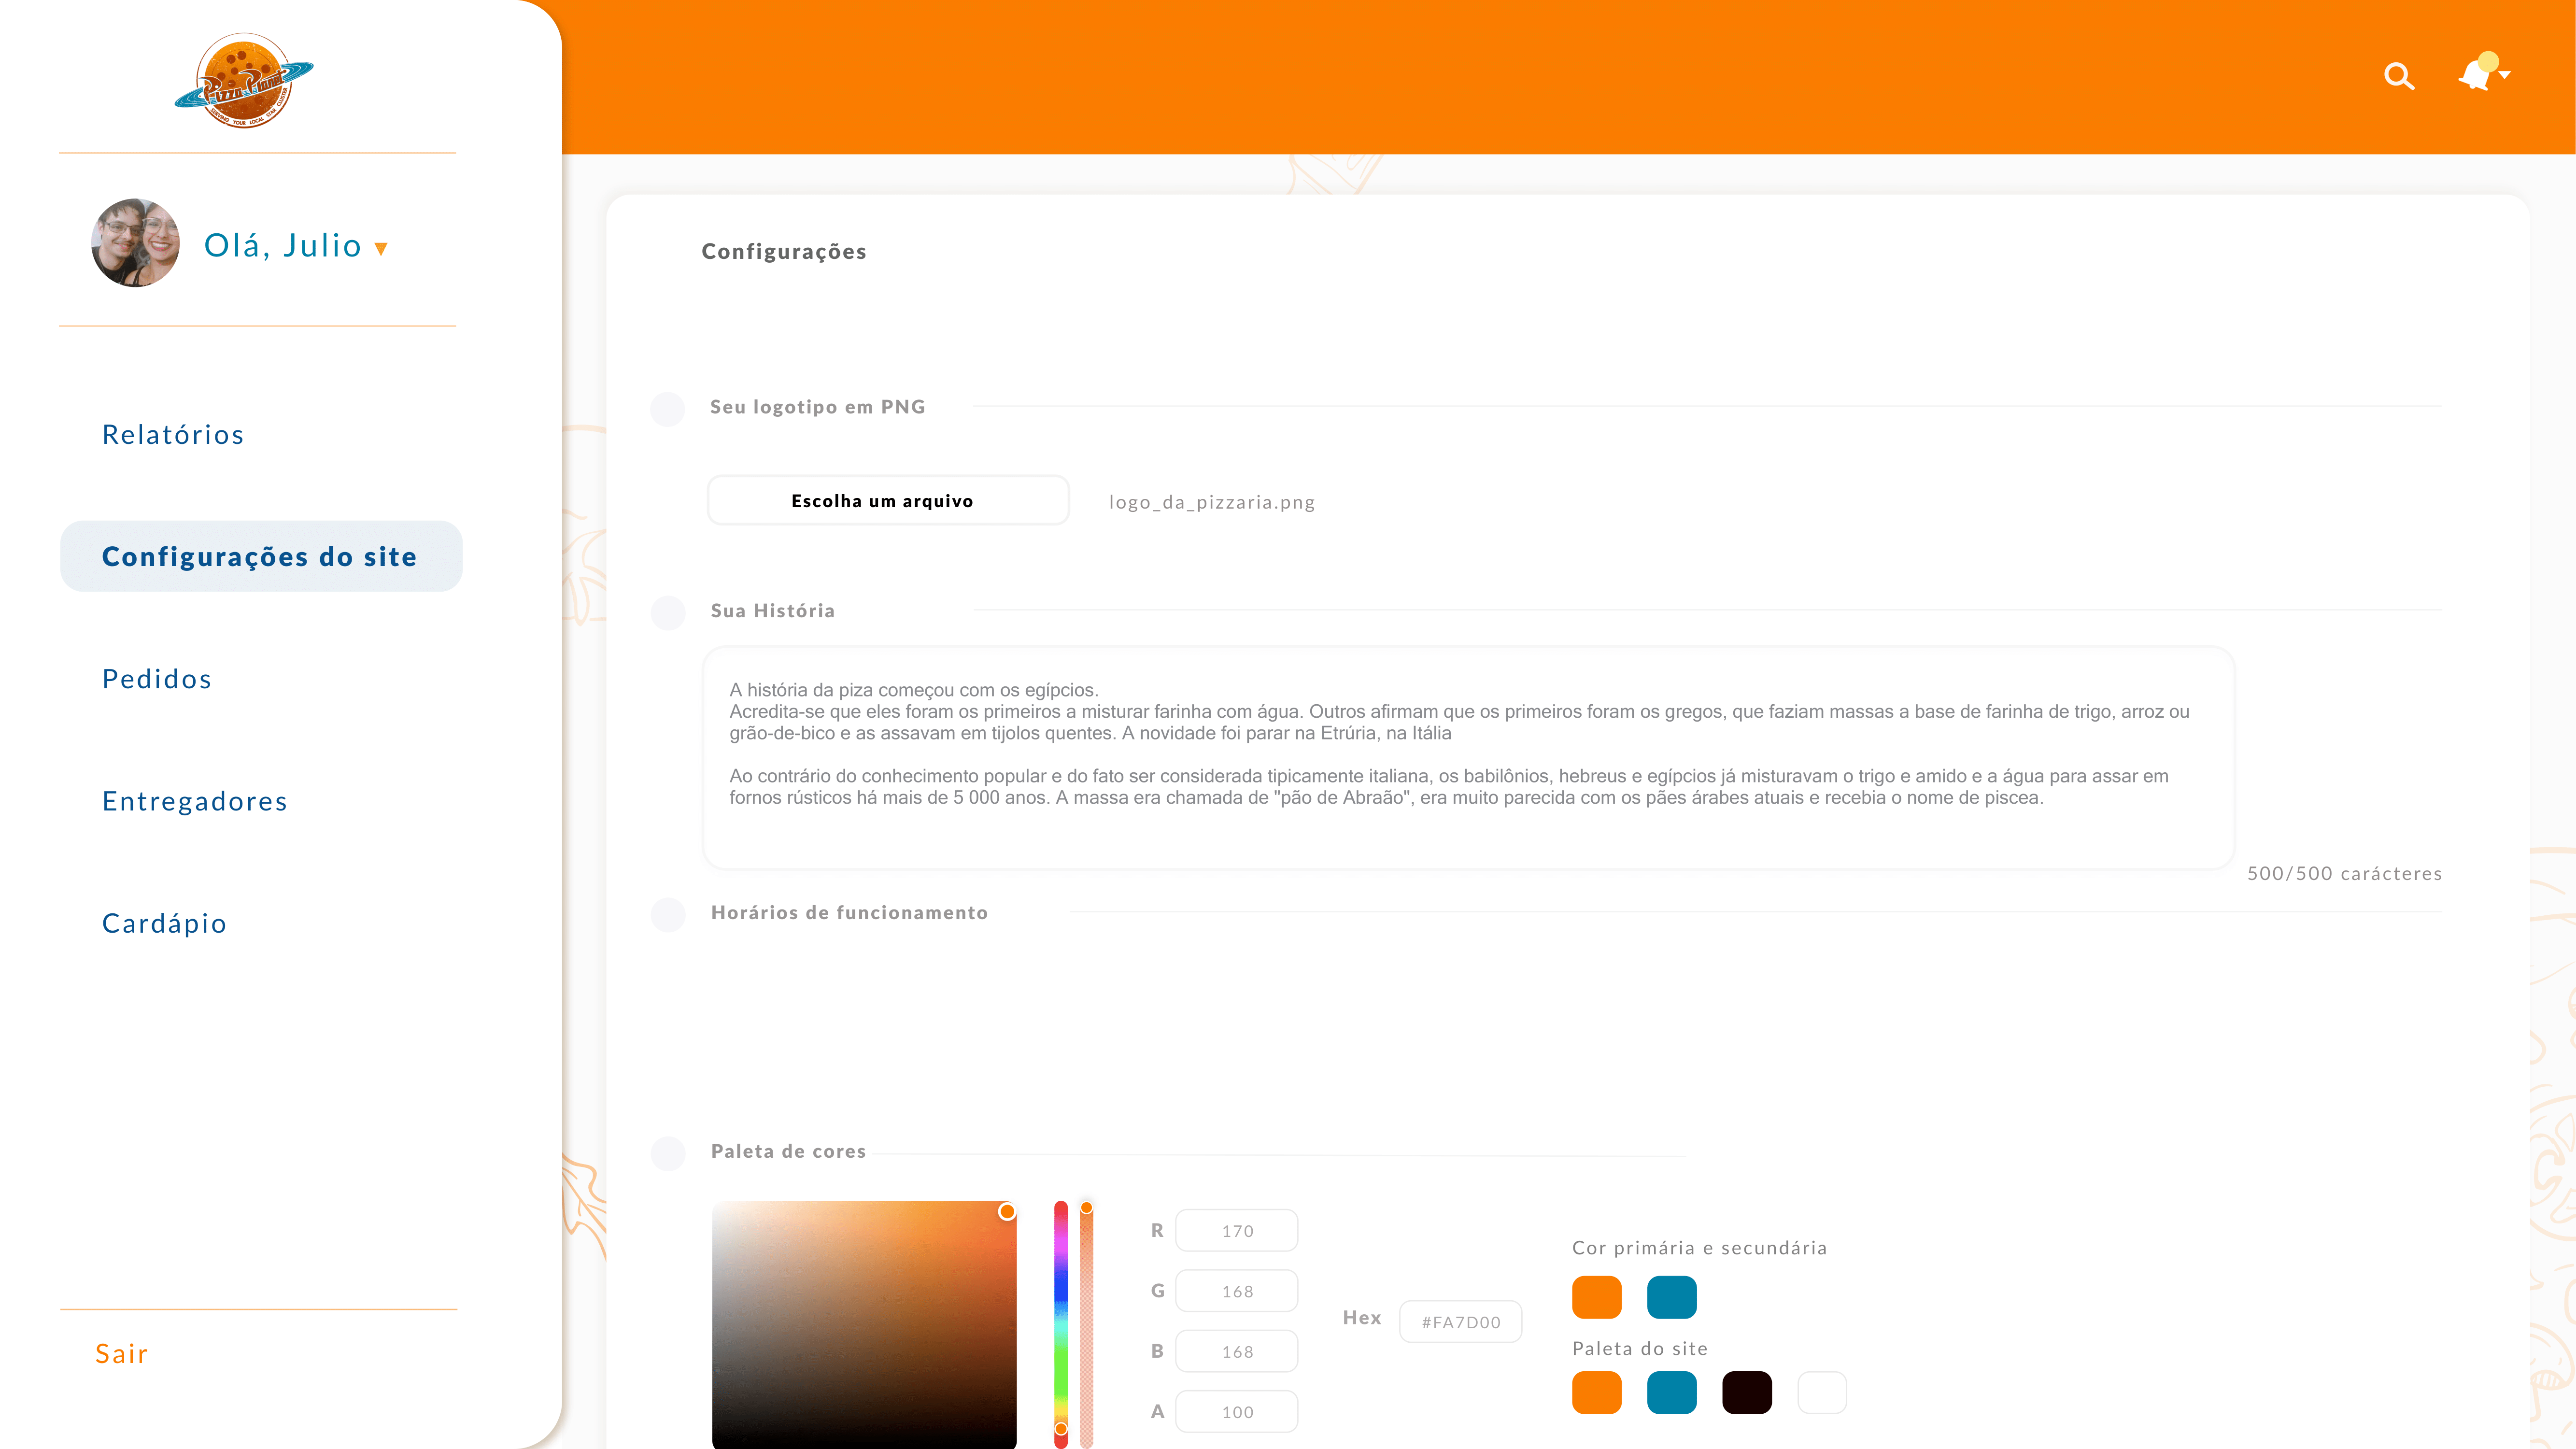 Pizza Planet
SERVING YOUR LOCAL STAR CLUSTER
Olá, Julio
Relatórios
Configurações do site
Pedidos
Entregadores
Cardápio
Sair
Configurações
Seu logotipo em PNG
Escolha um arquivo
logo_da_pizzaria.png
Sua História
A história da piza começou com os egípcios.
Acredita-se que eles foram os primeiros a misturar farinha com água. Outros afirmam que os primeiros foram os gregos, que faziam massas a base de farinha de trigo, arroz ou
grão-de-bico e as assavam em tijolos quentes. A novidade foi parar na Etrúria, na Itália
Ao contrário do conhecimento popular e do fato ser considerada tipicamente italiana, os babilônios, hebreus e egípcios já misturavam o trigo e amido e a água para assar em
fornos rústicos há mais de 5 000 anos. A massa era chamada de "pão de Abraão", era muito parecida com os pães árabes atuais e recebia o nome de piscea.
500/500 carácteres
Horários de funcionamento
Paleta de cores
R 170
G 168
B 168
A 100
Hex #FA7D00
Cor primária e secundária
Paleta do site